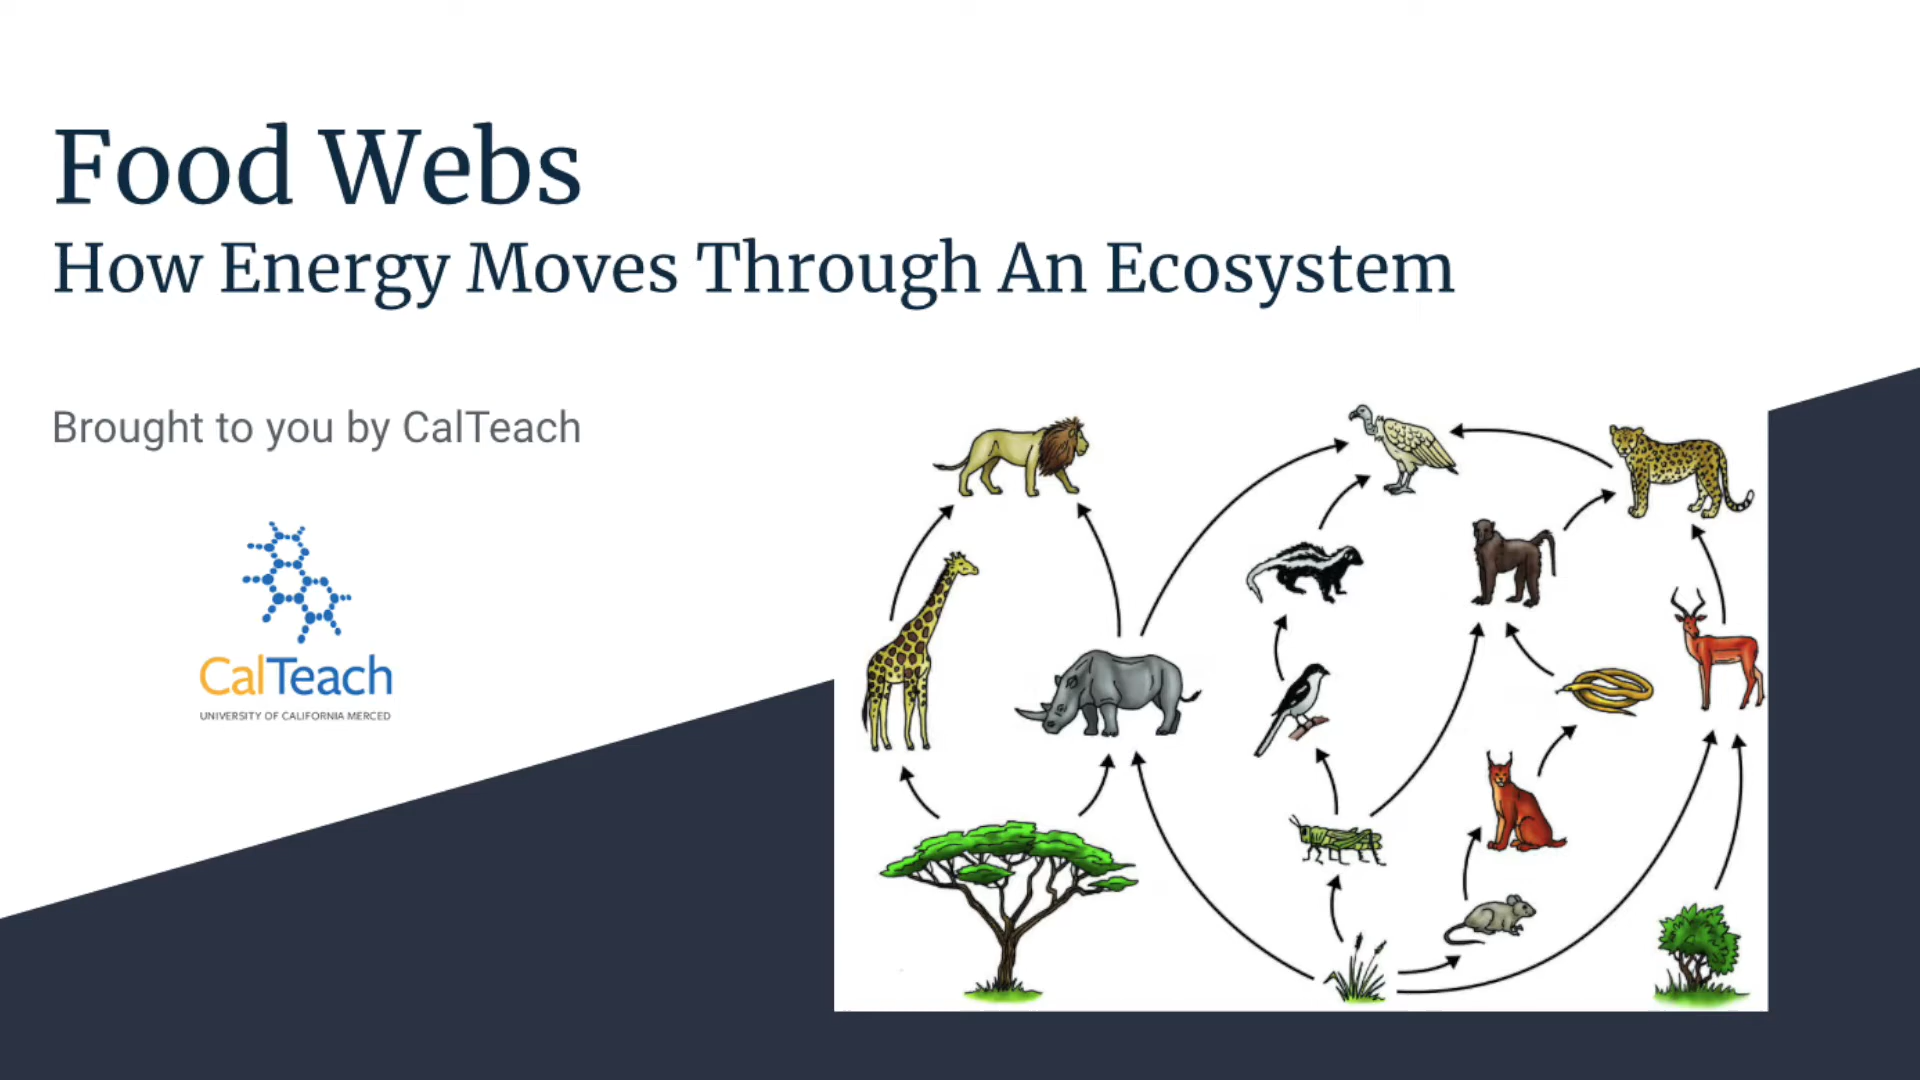 Food Webs
How Energy Moves Through An Ecosystem
Brought to you by CalTeach
CalTeach
UNIVERSITY OF CALIFORNIA MERCED